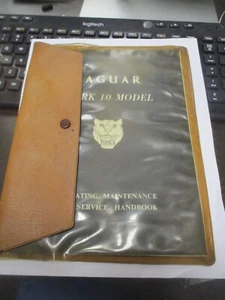 logitech
AGUAR
RK 10 MODEL
ATING, MAINTENANCE
SERVICE HANDBOOK